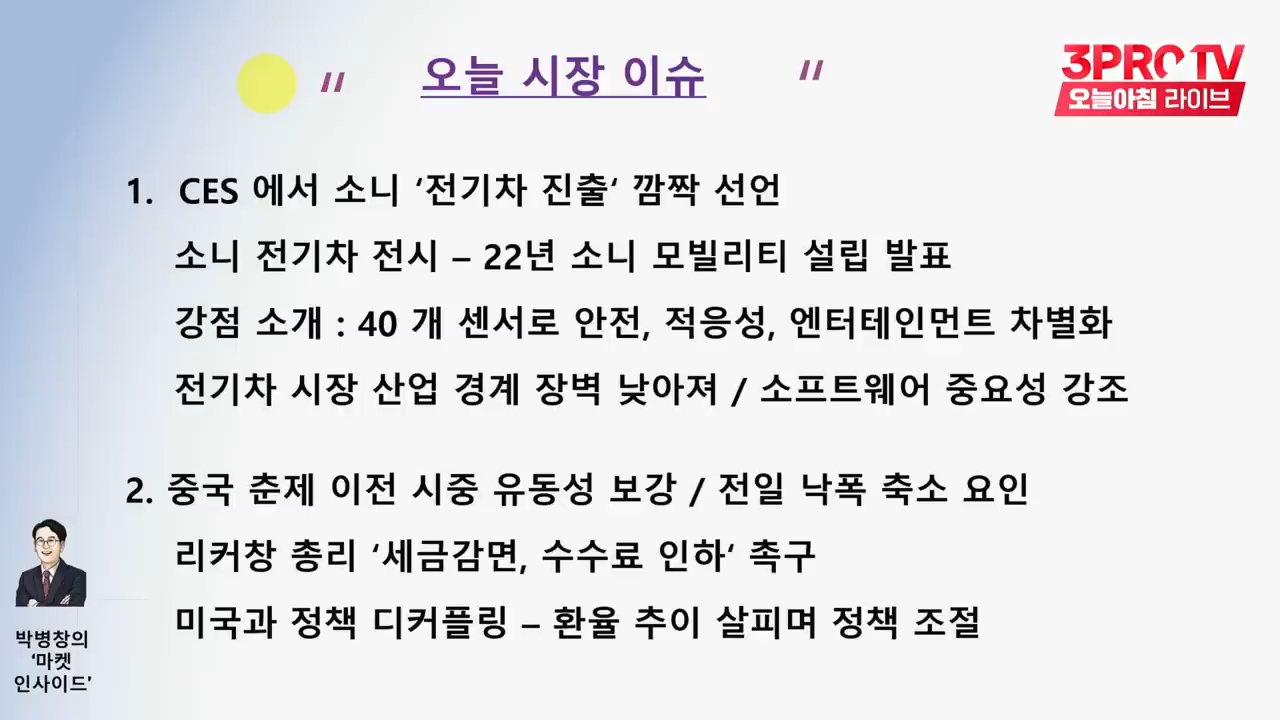 〃 오늘 시장 이슈 〃
3PRO TV
오늘아침 라이브
1. CES 에서 소니 ‘전기차 진출‘ 깜짝 선언
소니 전기차 전시 – 22년 소니 모빌리티 설립 발표
강점 소개 : 40 개 센서로 안전, 적응성, 엔터테인먼트 차별화
전기차 시장 산업 경계 장벽 낮아져 / 소프트웨어 중요성 강조
2. 중국 춘제 이전 시중 유동성 보강 / 전일 낙폭 축소 요인
리커창 총리 ‘세금감면, 수수료 인하‘ 촉구
미국과 정책 디커플링 – 환율 추이 살피며 정책 조절
박병창의
‘마켓
인사이드’